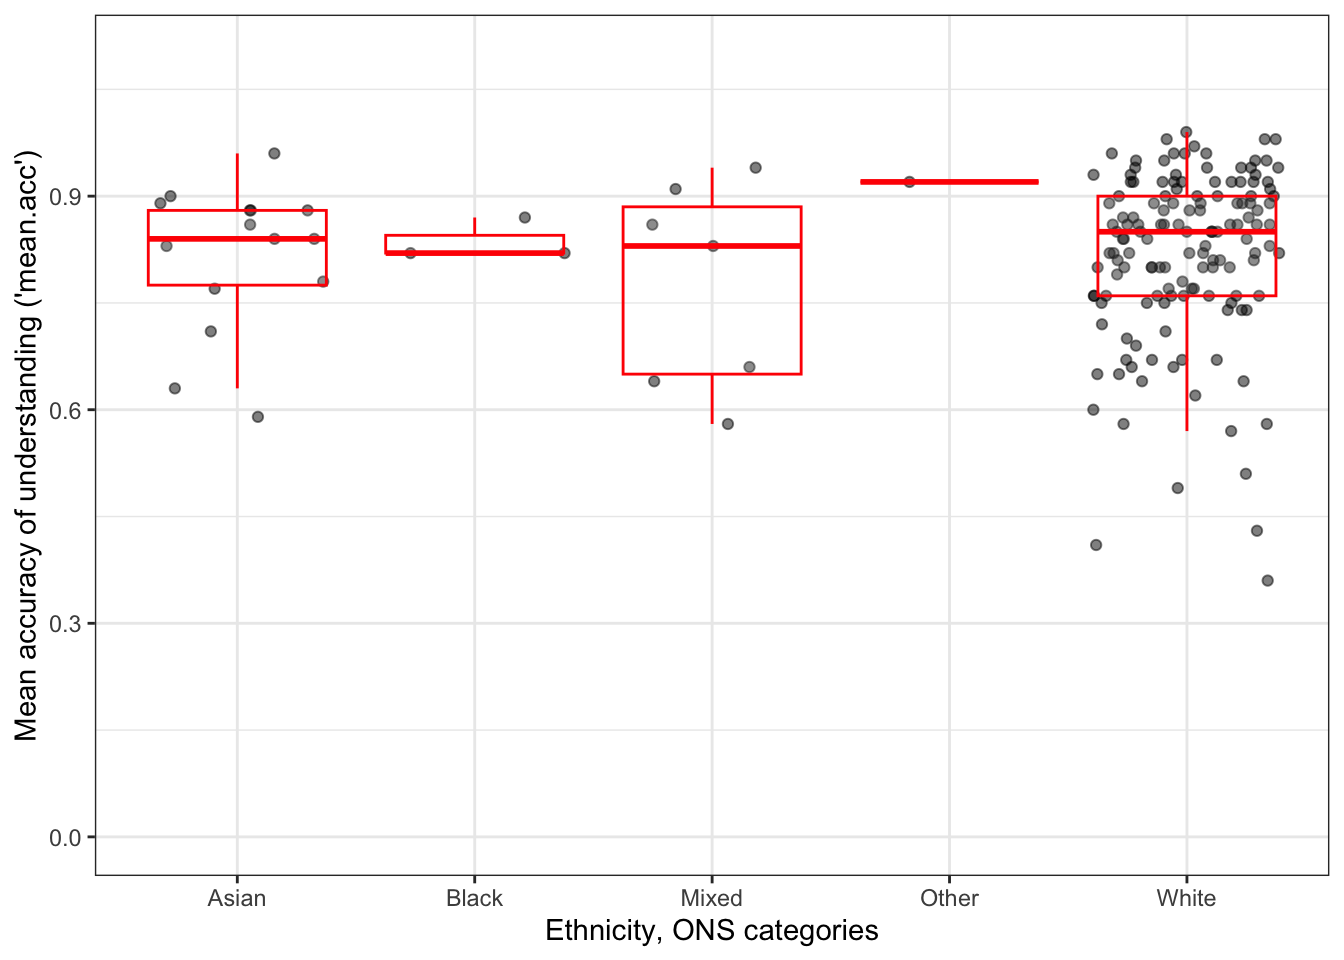 Mean accuracy of understanding ('mean.acc')
0.9
0.6
0.3
0.0
Asian Black Mixed Other White
Ethnicity, ONS categories